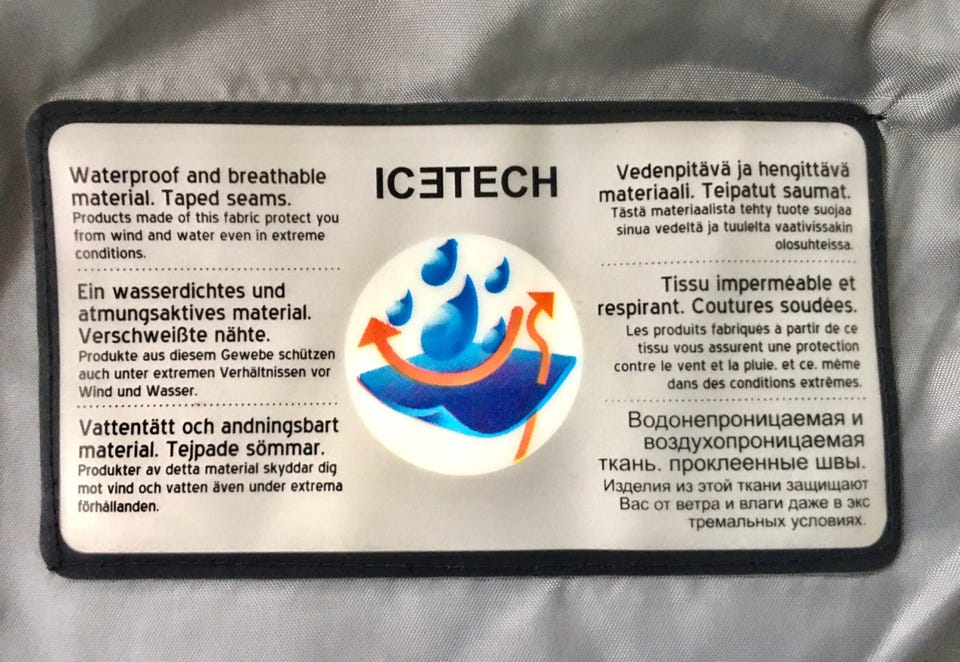 ICETECH
Waterproof and breathable
material. Taped seams.
Products made of this fabric protect you
from wind and water even in extreme
conditions.
Ein wasserdichtes und
atmungsaktives material.
Verschweißte nähte.
Produkte aus diesem Gewebe schützen
auch unter extremen Verhältnissen vor
Wind und Wasser.
Vattentätt och andningsbart
material. Tejpade sömmar.
Produkter av detta material skyddar dig
mot vind och vatten även under extrema
förhållanden.
Vedenpitävä ja hengittävä
materiaali. Teipatut saumat.
Tästä materiaalista tehty tuote suojaa
sinua vedeltä ja tuulelta vaativissakin
olosuhteissa.
Tissu imperméable et
respirant. Coutures soudées.
Les produits fabriqués à partir de ce
tissu vous assurent une protection
contre le vent et la pluie. et ce. même
dans des conditions extrêmes.
Водонепроницаемая и
воздухопроницаемая
ткань. проклеенные швы.
Изделия из этой ткани защищают
Вас от ветра и влаги даже в экс
тремальных условиях.